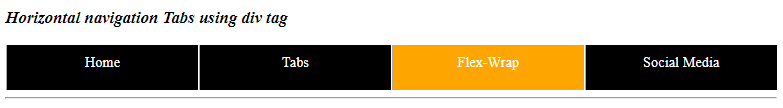 Horizontal navigation Tabs using div tag
Home Tabs Flex-Wrap Social Media